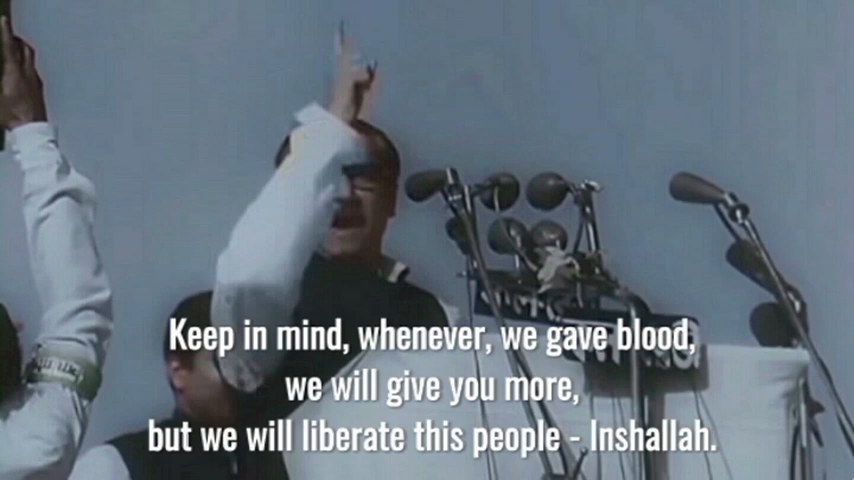 Keep in mind, whenever, we gave blood,
we will give you more,
but we will liberate this people - Inshallah.